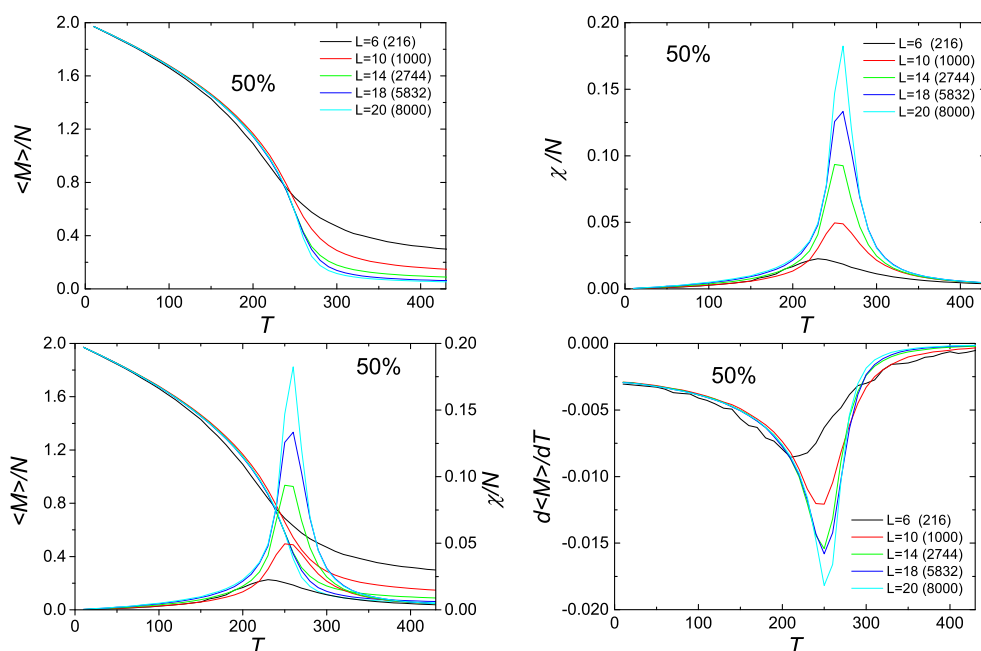 2.0
1.6
1.2
0.8
0.4
0.0
<M>/N
0 100 200 300 400
T
50%
L=6 (216)
L=10 (1000)
L=14 (2744)
L=18 (5832)
L=20 (8000)
0.20
0.15
0.10
0.05
0.00
χ/N
0 100 200 300 400
T
50%
L=6 (216)
L=10 (1000)
L=14 (2744)
L=18 (5832)
L=20 (8000)
2.0
1.6
1.2
0.8
0.4
0.0
<M>/N
0 100 200 300 400
T
50%
0.20
0.15
0.10
0.05
0.00
χ/N
0.000
-0.005
-0.010
-0.015
-0.020
d<M>/dT
0 100 200 300 400
T
50%
L=6 (216)
L=10 (1000)
L=14 (2744)
L=18 (5832)
L=20 (8000)